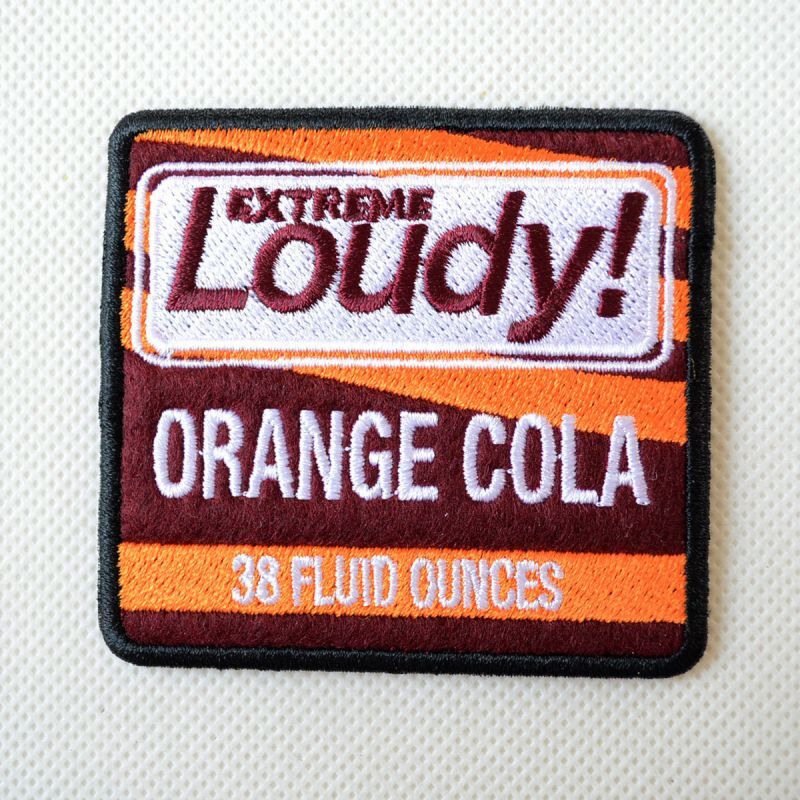 EXTREME
Loudy!
ORANGE COLA
38 FLUID OUNCES